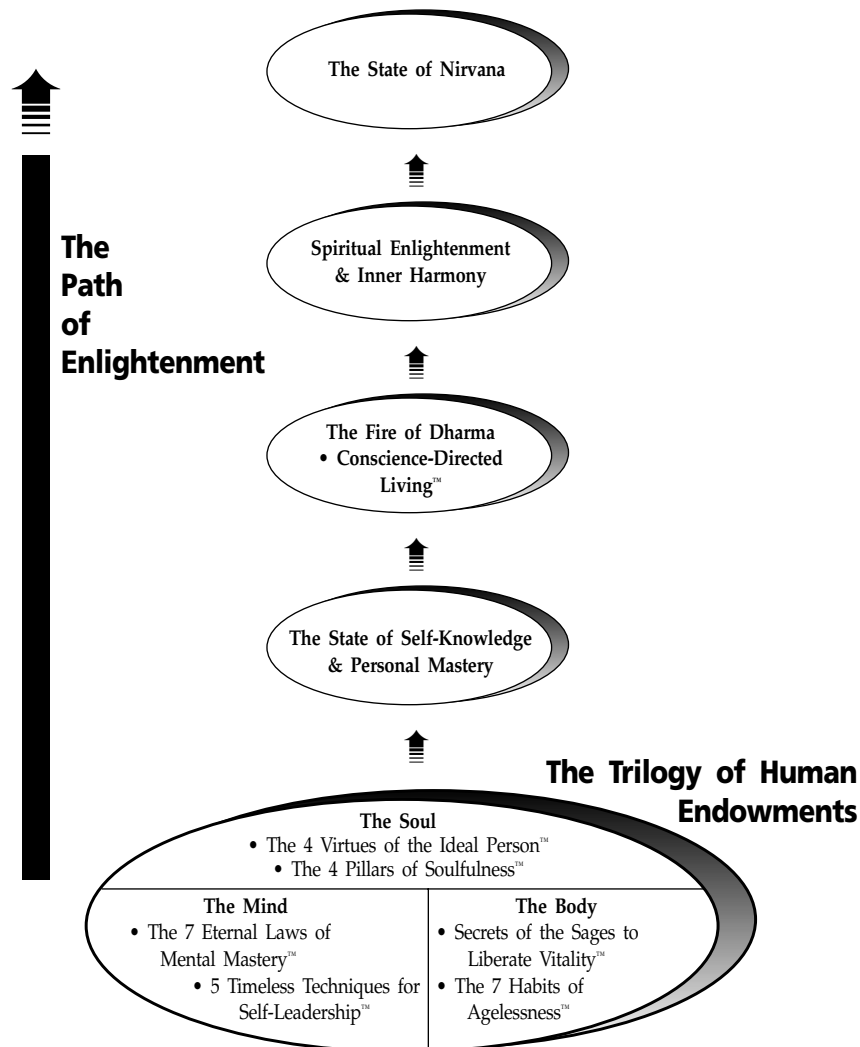 The State of Nirvana
Spiritual Enlightenment
& Inner Harmony
The
Path
of
Enlightenment
The Fire of Dharma
• Conscience-Directed
Living™
The State of Self-Knowledge
& Personal Mastery
The Trilogy of Human
Endowments
The Soul
• The 4 Virtues of the Ideal Person™
• The 4 Pillars of Soulfulness™
The Mind
• The 7 Eternal Laws of
Mental Mastery™
• 5 Timeless Techniques for
Self-Leadership™
The Body
• Secrets of the Sages to
Liberate Vitality™
• The 7 Habits of
Agelessness™